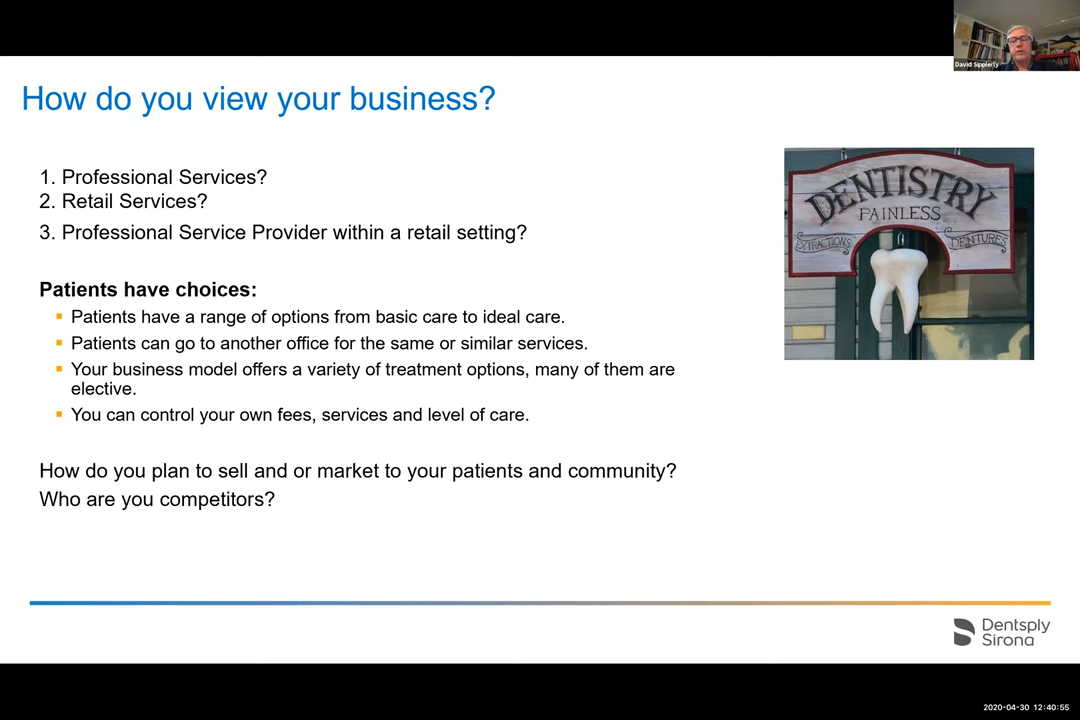 David Sipplerly
How do you view your business?
1. Professional Services?
2. Retail Services?
3. Professional Service Provider within a retail setting?
Patients have choices:
▪ Patients have a range of options from basic care to ideal care.
▪ Patients can go to another office for the same or similar services.
▪ Your business model offers a variety of treatment options, many of them are
elective.
▪ You can control your own fees, services and level of care.
How do you plan to sell and or market to your patients and community?
Who are you competitors?
DENTISTRY
PAINLESS
EXTRACTIONS
DENTURES
Dentsply
Sirona
2020-04-30 12:40:55